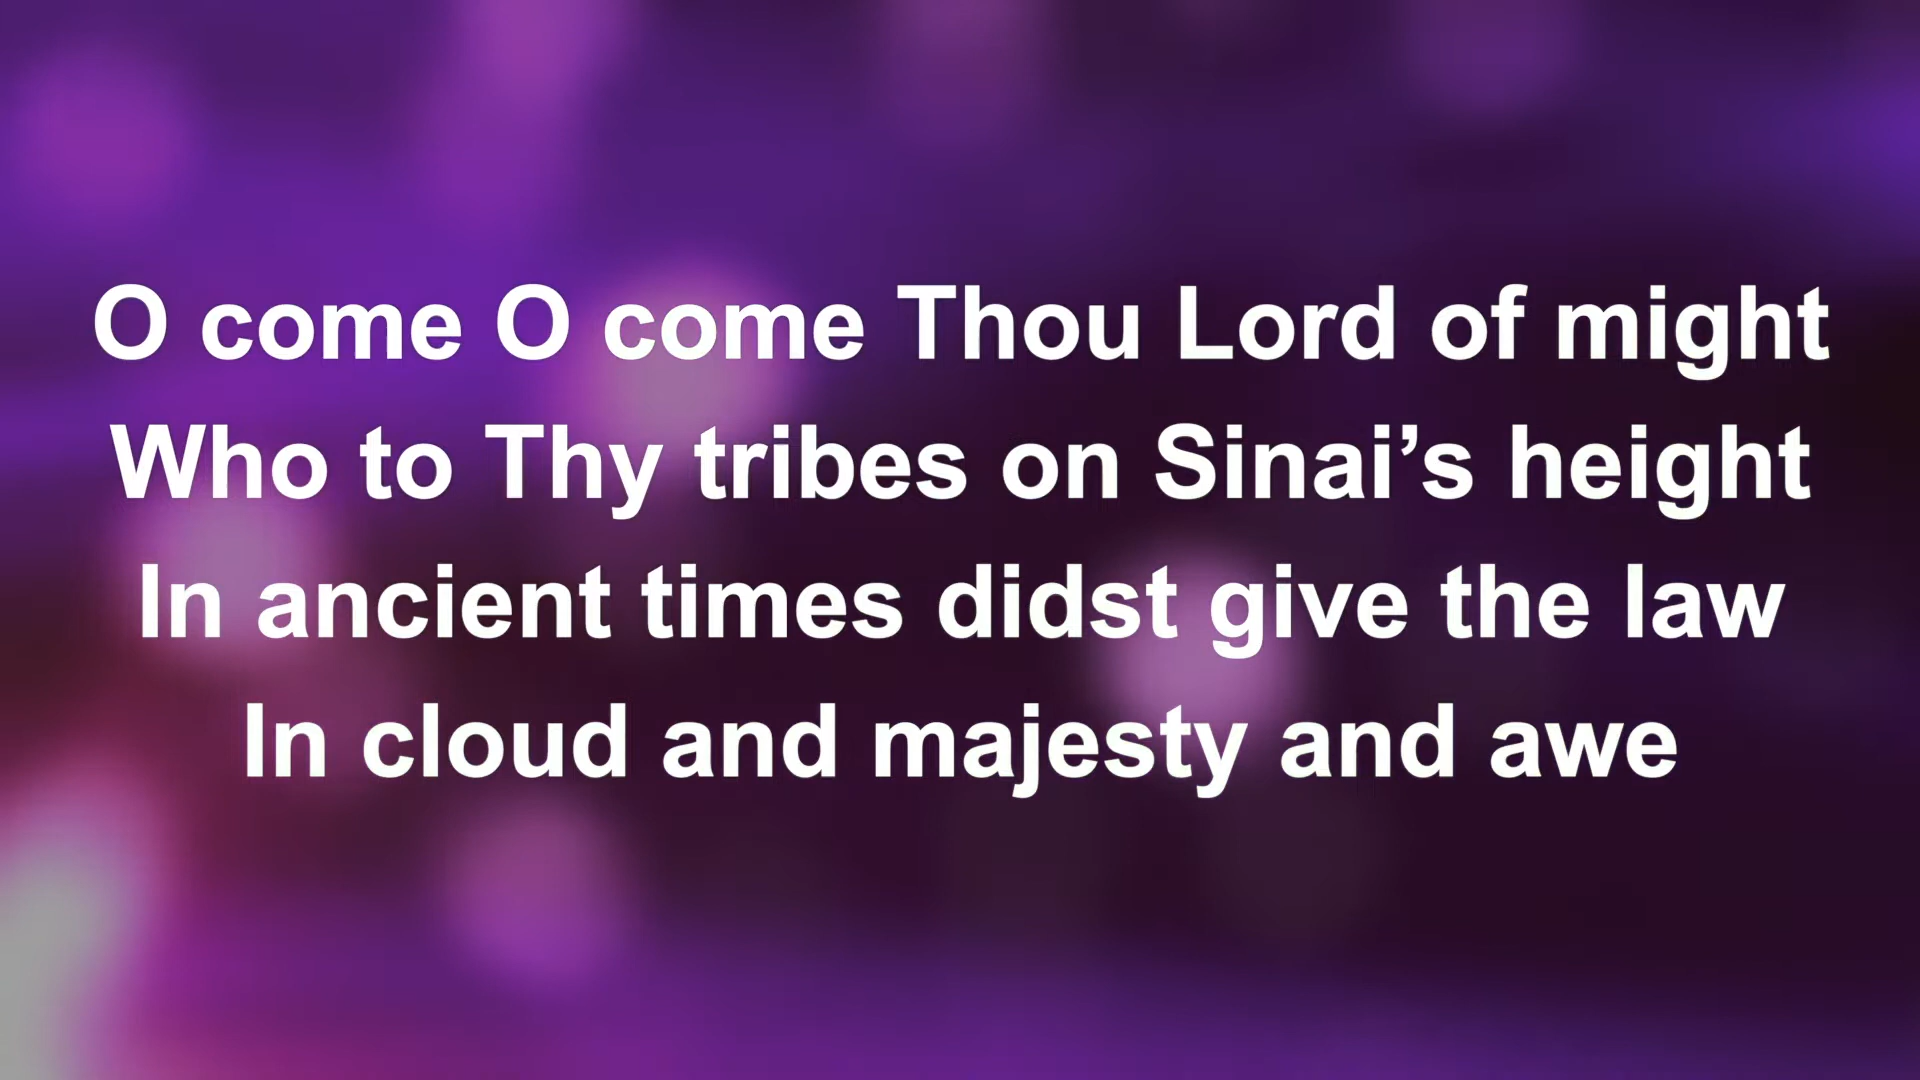 O come O come Thou Lord of might
Who to Thy tribes on Sinai’s height
In ancient times didst give the law
In cloud and majesty and awe